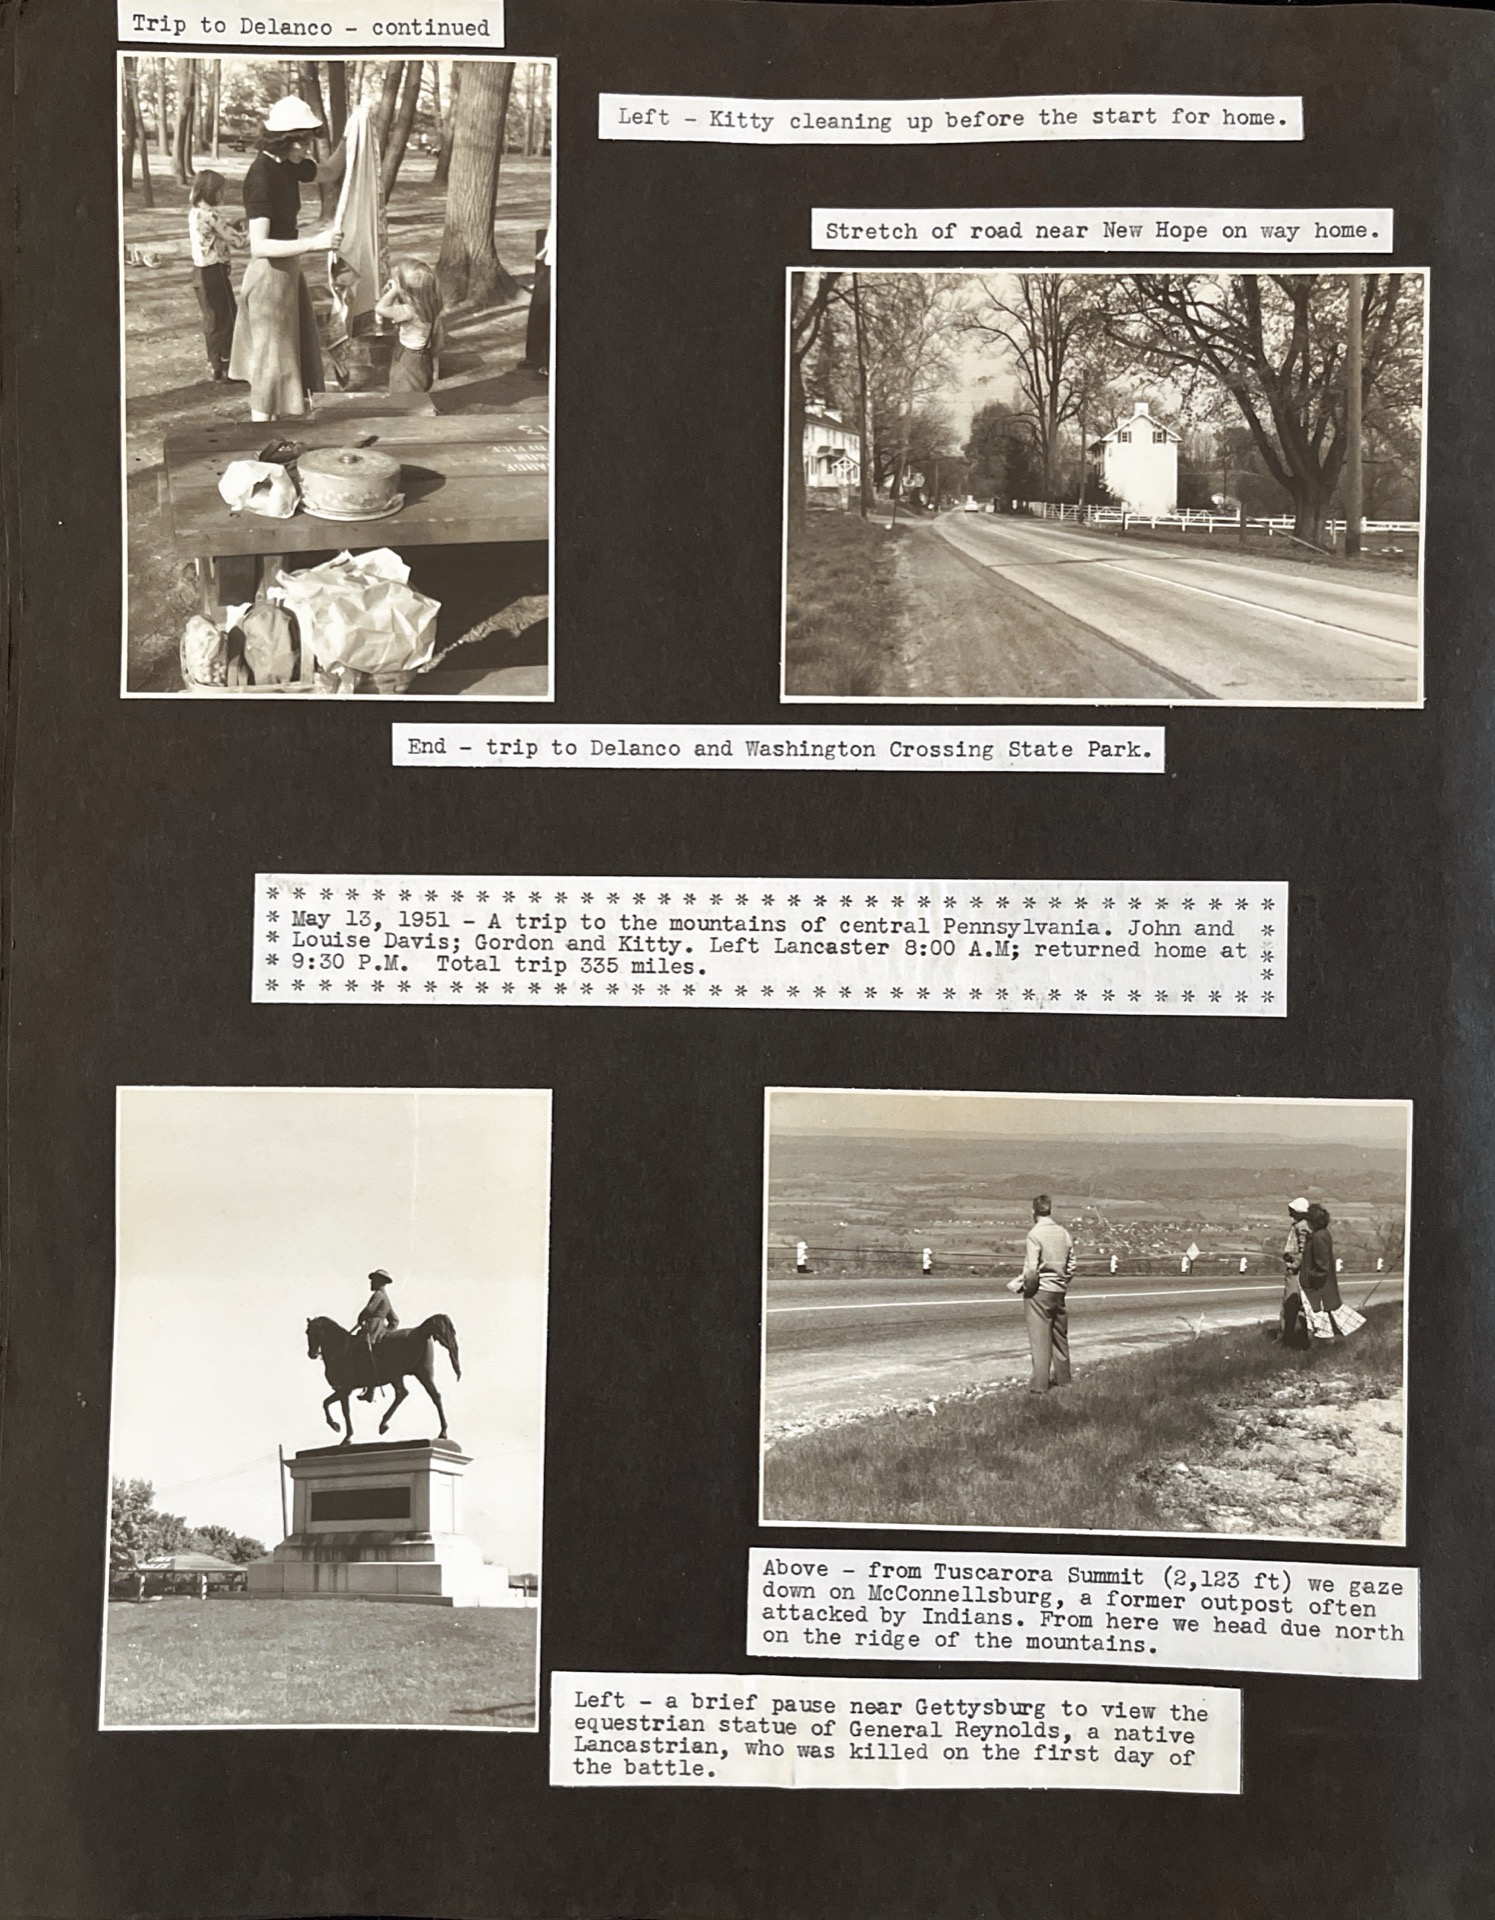 Trip to Delanco - continued
Left - Kitty cleaning up before the start for home.
Stretch of road near New Hope on way home.
End - trip to Delanco and Washington Crossing State Park.
* * * * * * * * * * * * * * * * * * * * * * * * * * * * * * * * * * * * * * *
* May 13, 1951 - A trip to the mountains of central Pennsylvania. John and *
* Louise Davis; Gordon and Kitty. Left Lancaster 8:00 A.M; returned home at *
* 9:30 P.M. Total trip 335 miles. *
* * * * * * * * * * * * * * * * * * * * * * * * * * * * * * * * * * * * * * *
Above - from Tuscarora Summit (2,123 ft) we gaze
down on McConnellsburg, a former outpost often
attacked by Indians. From here we head due north
on the ridge of the mountains.
Left - a brief pause near Gettysburg to view the
equestrian statue of General Reynolds, a native
Lancastrian, who was killed on the first day of
the battle.